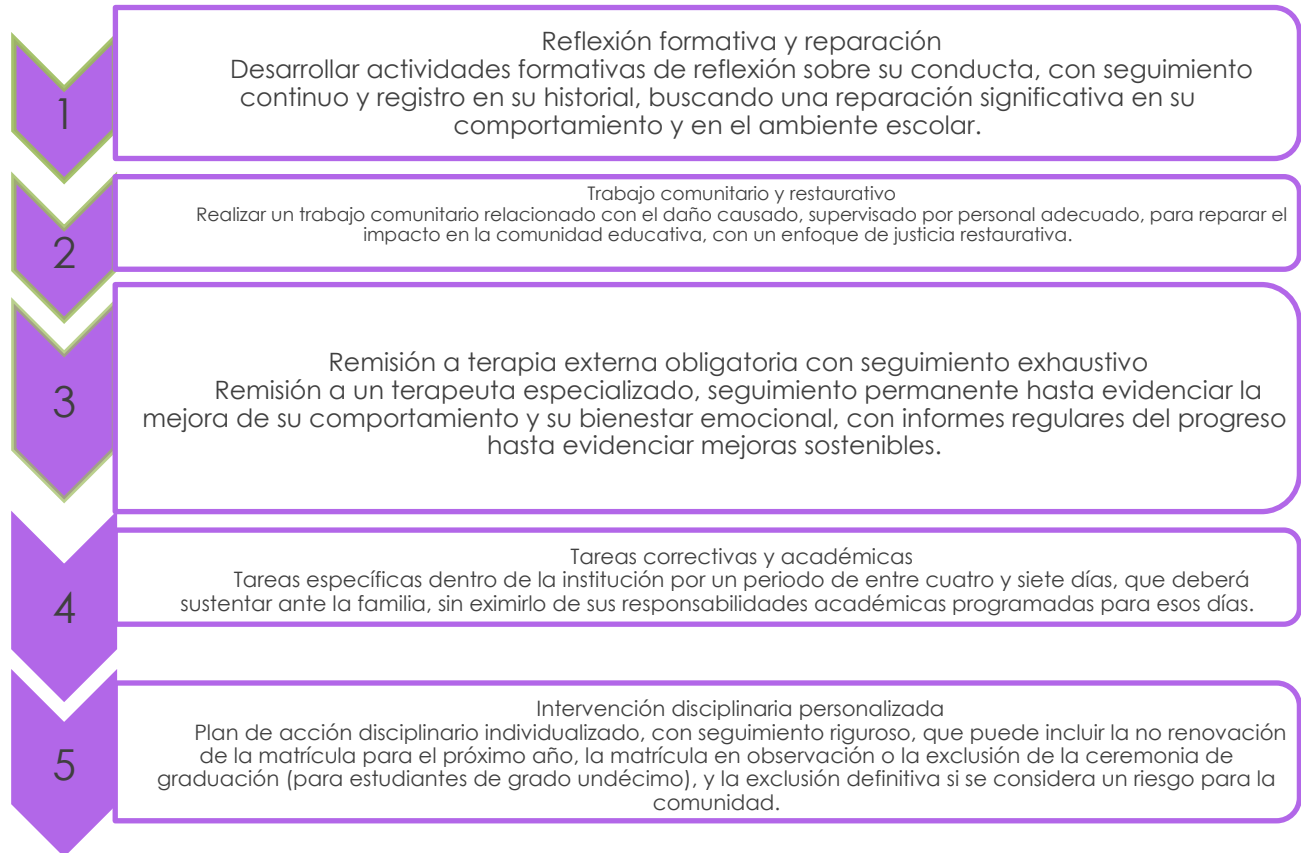 1
Reflexión formativa y reparación
Desarrollar actividades formativas de reflexión sobre su conducta, con seguimiento
continuo y registro en su historial, buscando una reparación significativa en su
comportamiento y en el ambiente escolar.
2
Trabajo comunitario y restaurativo
Realizar un trabajo comunitario relacionado con el daño causado, supervisado por personal adecuado, para reparar el
impacto en la comunidad educativa, con un enfoque de justicia restaurativa.
3
Remisión a terapia externa obligatoria con seguimiento exhaustivo
Remisión a un terapeuta especializado, seguimiento permanente hasta evidenciar la
mejora de su comportamiento y su bienestar emocional, con informes regulares del progreso
hasta evidenciar mejoras sostenibles.
4
Tareas correctivas y académicas
Tareas específicas dentro de la institución por un periodo de entre cuatro y siete días, que deberá
sustentar ante la familia, sin eximirlo de sus responsabilidades académicas programadas para esos días.
5
Intervención disciplinaria personalizada
Plan de acción disciplinario individualizado, con seguimiento riguroso, que puede incluir la no renovación
de la matrícula para el próximo año, la matrícula en observación o la exclusión de la ceremonia de
graduación (para estudiantes de grado undécimo), y la exclusión definitiva si se considera un riesgo para la
comunidad.